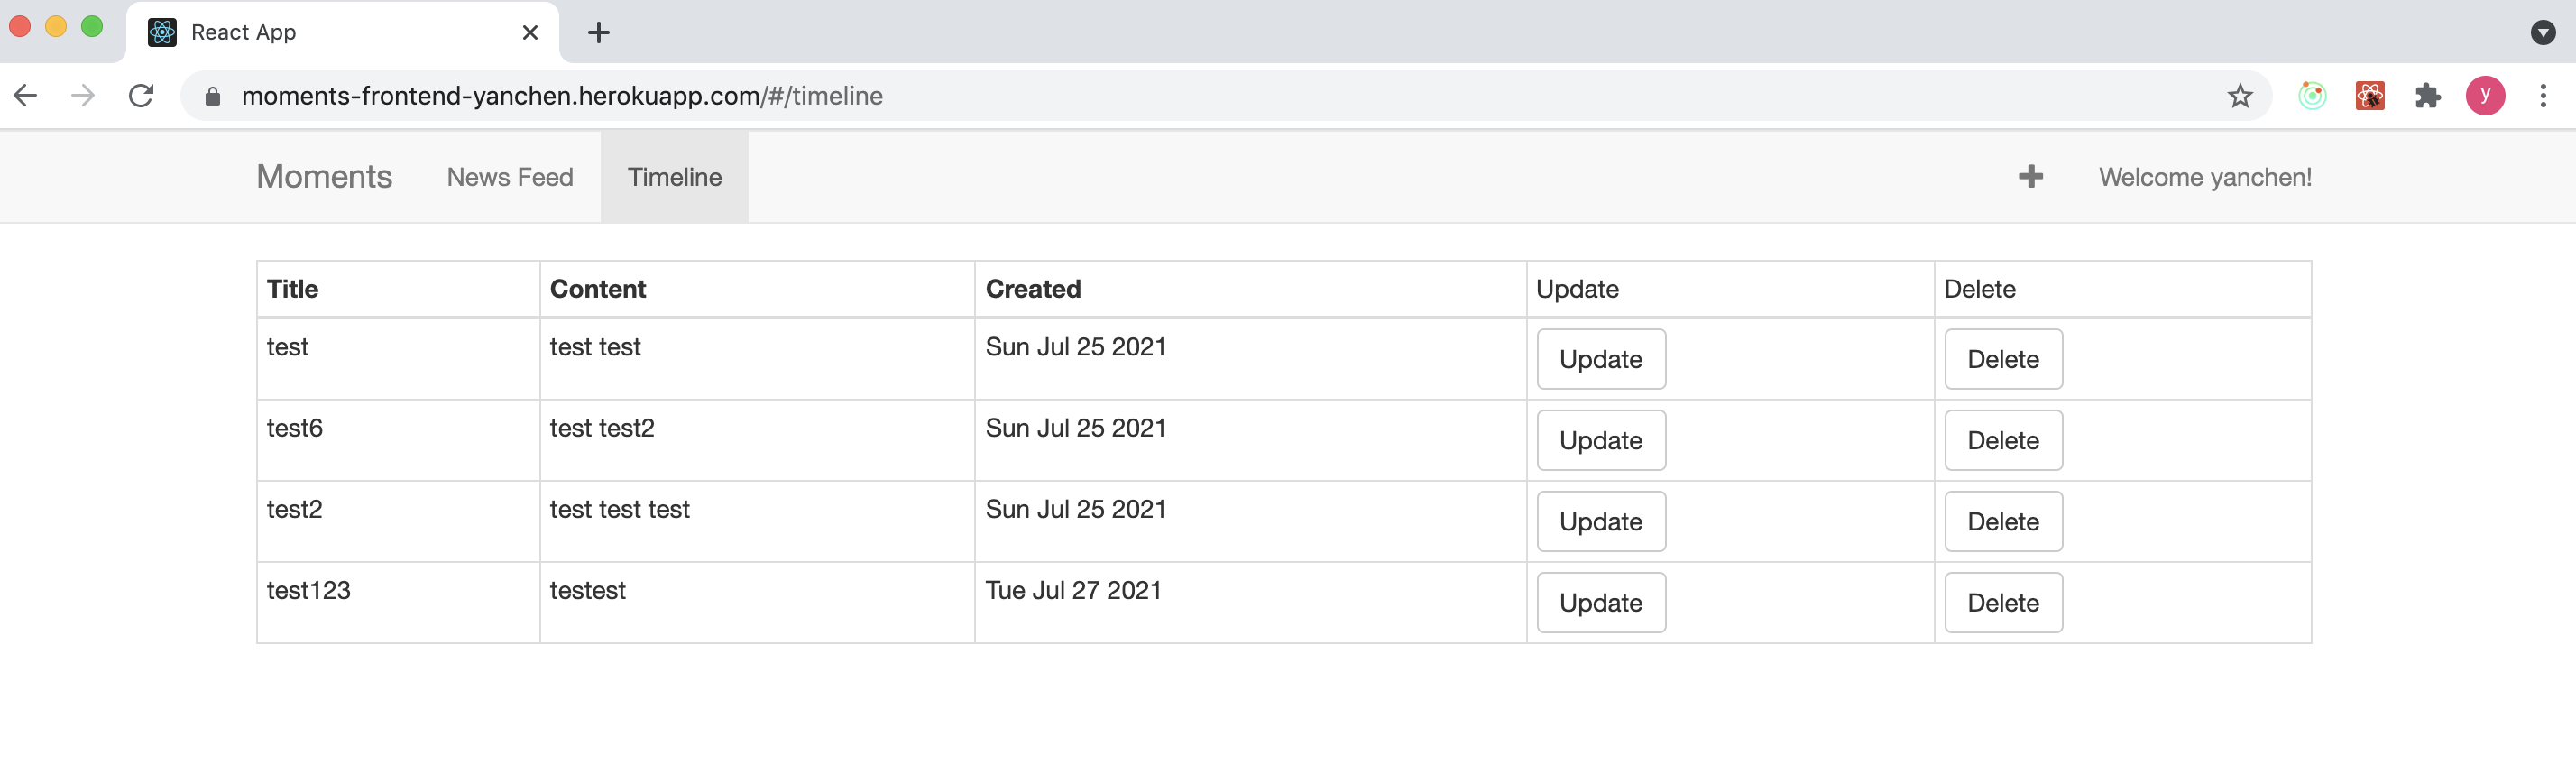 React App
moments-frontend-yanchen.herokuapp.com/#/timeline
y
Moments News Feed Timeline Welcome yanchen!
Title Content Created Update Delete
test test test Sun Jul 25 2021 Update Delete
test6 test test2 Sun Jul 25 2021 Update Delete
test2 test test test Sun Jul 25 2021 Update Delete
test123 testest Tue Jul 27 2021 Update Delete